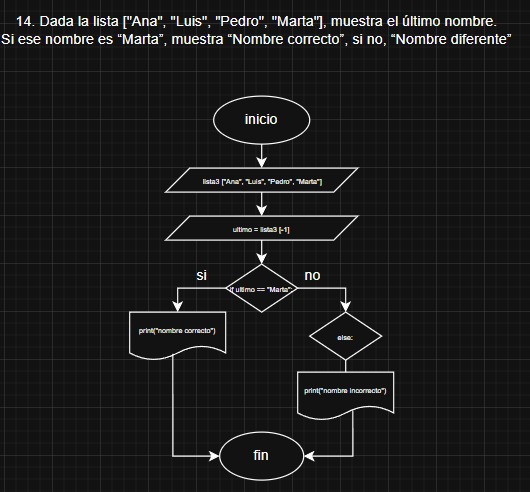 14. Dada la lista ["Ana", "Luis", "Pedro", "Marta"], muestra el último nombre.
Si ese nombre es “Marta”, muestra “Nombre correcto”, si no, “Nombre diferente”
inicio
lista3 ["Ana", "Luis", "Pedro", "Marta"]
ultimo = lista3 [-1]
si
no
if ultimo == "Marta":
print("nombre correcto")
else:
print("nombre incorrecto")
fin